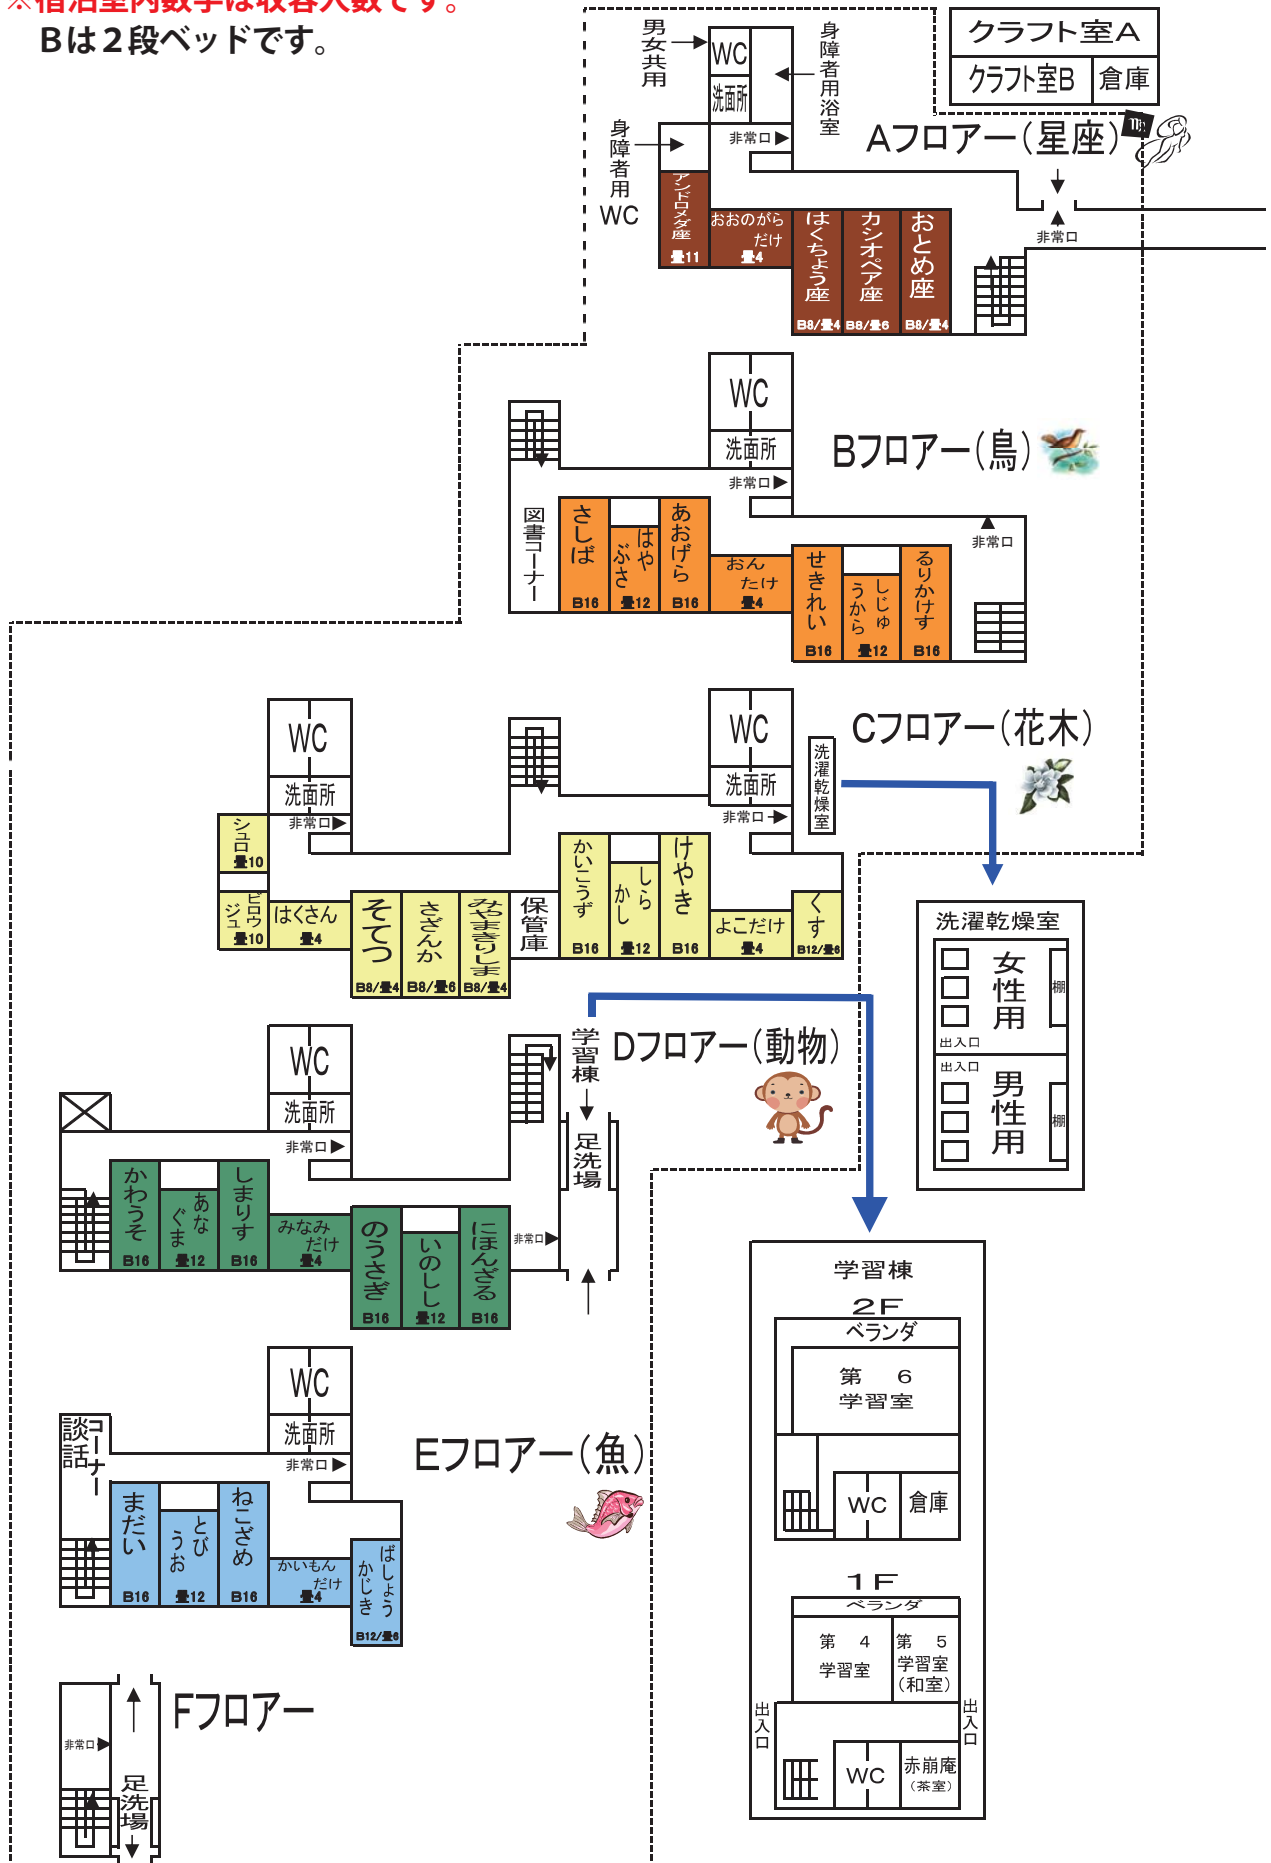 ※宿泊室内数字は収容人数です。
Bは２段ベッドです。
クラフト室A
クラフト室B
倉庫
男女共用
WC
洗面所
身障者用浴室
身障者用WC
非常口
Aフロアー(星座)
非常口
アンドロメダ座
畳11
おおのがら
だけ
畳4
はくちょう座
B8/畳4
カシオペア座
B8/畳6
おとめ座
B8/畳4
WC
洗面所
非常口
Bフロアー(鳥)
図書コーナー
さしば
B16
はや
ぶさ
畳12
あおげら
B16
おん
たけ
畳4
せきれい
B16
しじゅ
うから
畳12
るりかけす
B16
非常口
Cフロアー(花木)
WC
洗面所
非常口
WC
洗面所
非常口
洗濯乾燥室
シュロ
畳10
ビロウ
ジュ
畳10
はくさん
畳4
そてつ
B8/畳4
さざんか
B8/畳6
みやまきりしま
B8/畳4
保管庫
かいこうず
B16
しら
かし
畳12
けやき
B16
よこだけ
畳4
くす
B12/畳6
洗濯乾燥室
女性用
棚
出入口
出入口
男性用
棚
Dフロアー(動物)
WC
洗面所
非常口
学習棟
足洗場
非常口
かわうそ
B16
あな
ぐま
畳12
しまりす
B16
みなみ
だけ
畳4
のうさぎ
B16
いのしし
畳12
にほんざる
B16
学習棟
2F
ベランダ
第 6
学習室
WC
倉庫
1F
ベランダ
第 4
学習室
第 5
学習室
(和室)
出入口
出入口
WC
赤崩庵
(茶室)
Eフロアー(魚)
WC
洗面所
非常口
談話コーナー
まだい
B16
とび
うお
畳12
ねこざめ
B16
かいもん
だけ
畳4
ばしょう
かじき
B12/畳6
Fフロアー
非常口
足洗場